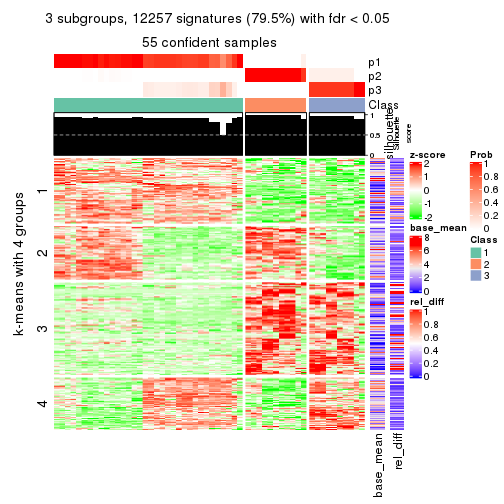 3 subgroups, 12257 signatures (79.5%) with fdr < 0.05
55 confident samples
p1
p2
p3
Class
1
0.5
0
silhouette
Silhouette
score
k-means with 4 groups
1
2
3
4
z-score
2
1
0
-1
-2
base_mean
8
6
4
2
0
rel_diff
1
0.8
0.6
0.4
0.2
0
Prob
1
0.8
0.6
0.4
0.2
0
Class
1
2
3
base_mean
rel_diff